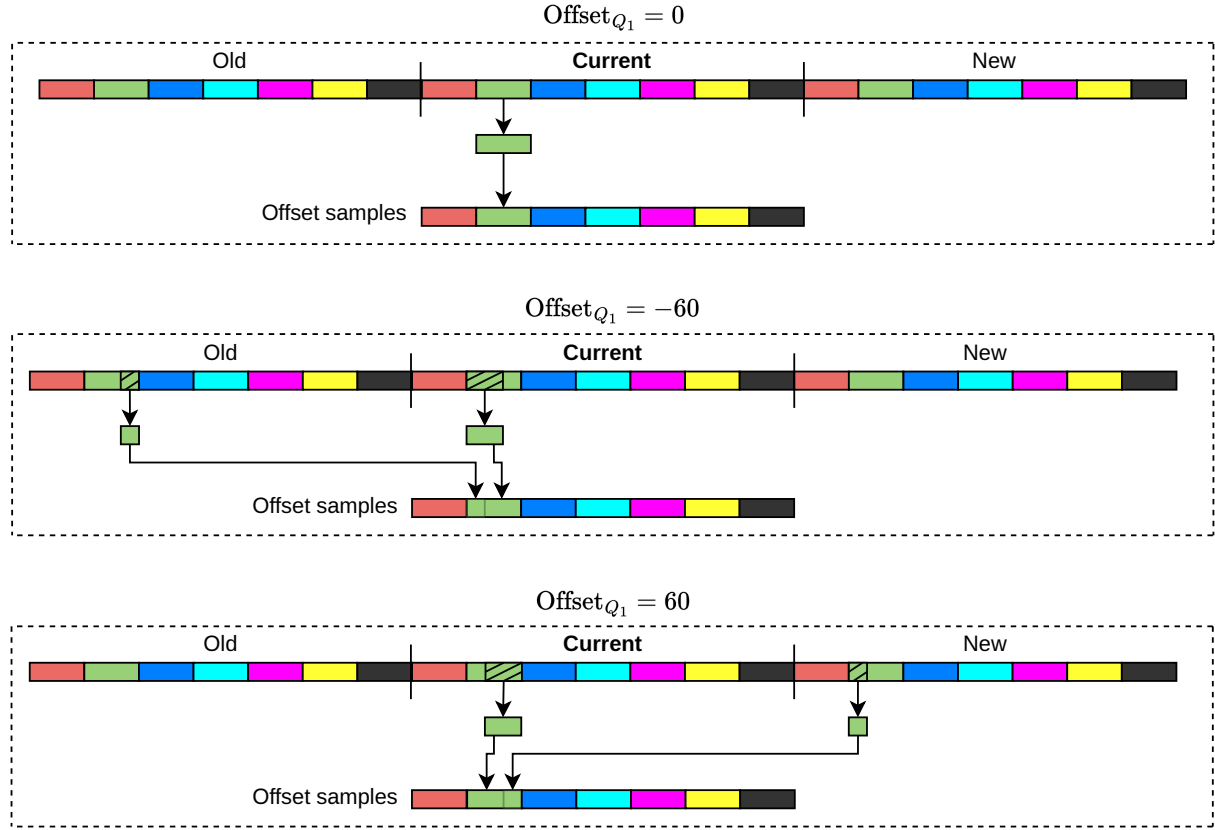 Offset_{Q_1} = 0
Old Current New
Offset samples
Offset_{Q_1} = −60
Old Current New
Offset samples
Offset_{Q_1} = 60
Old Current New
Offset samples